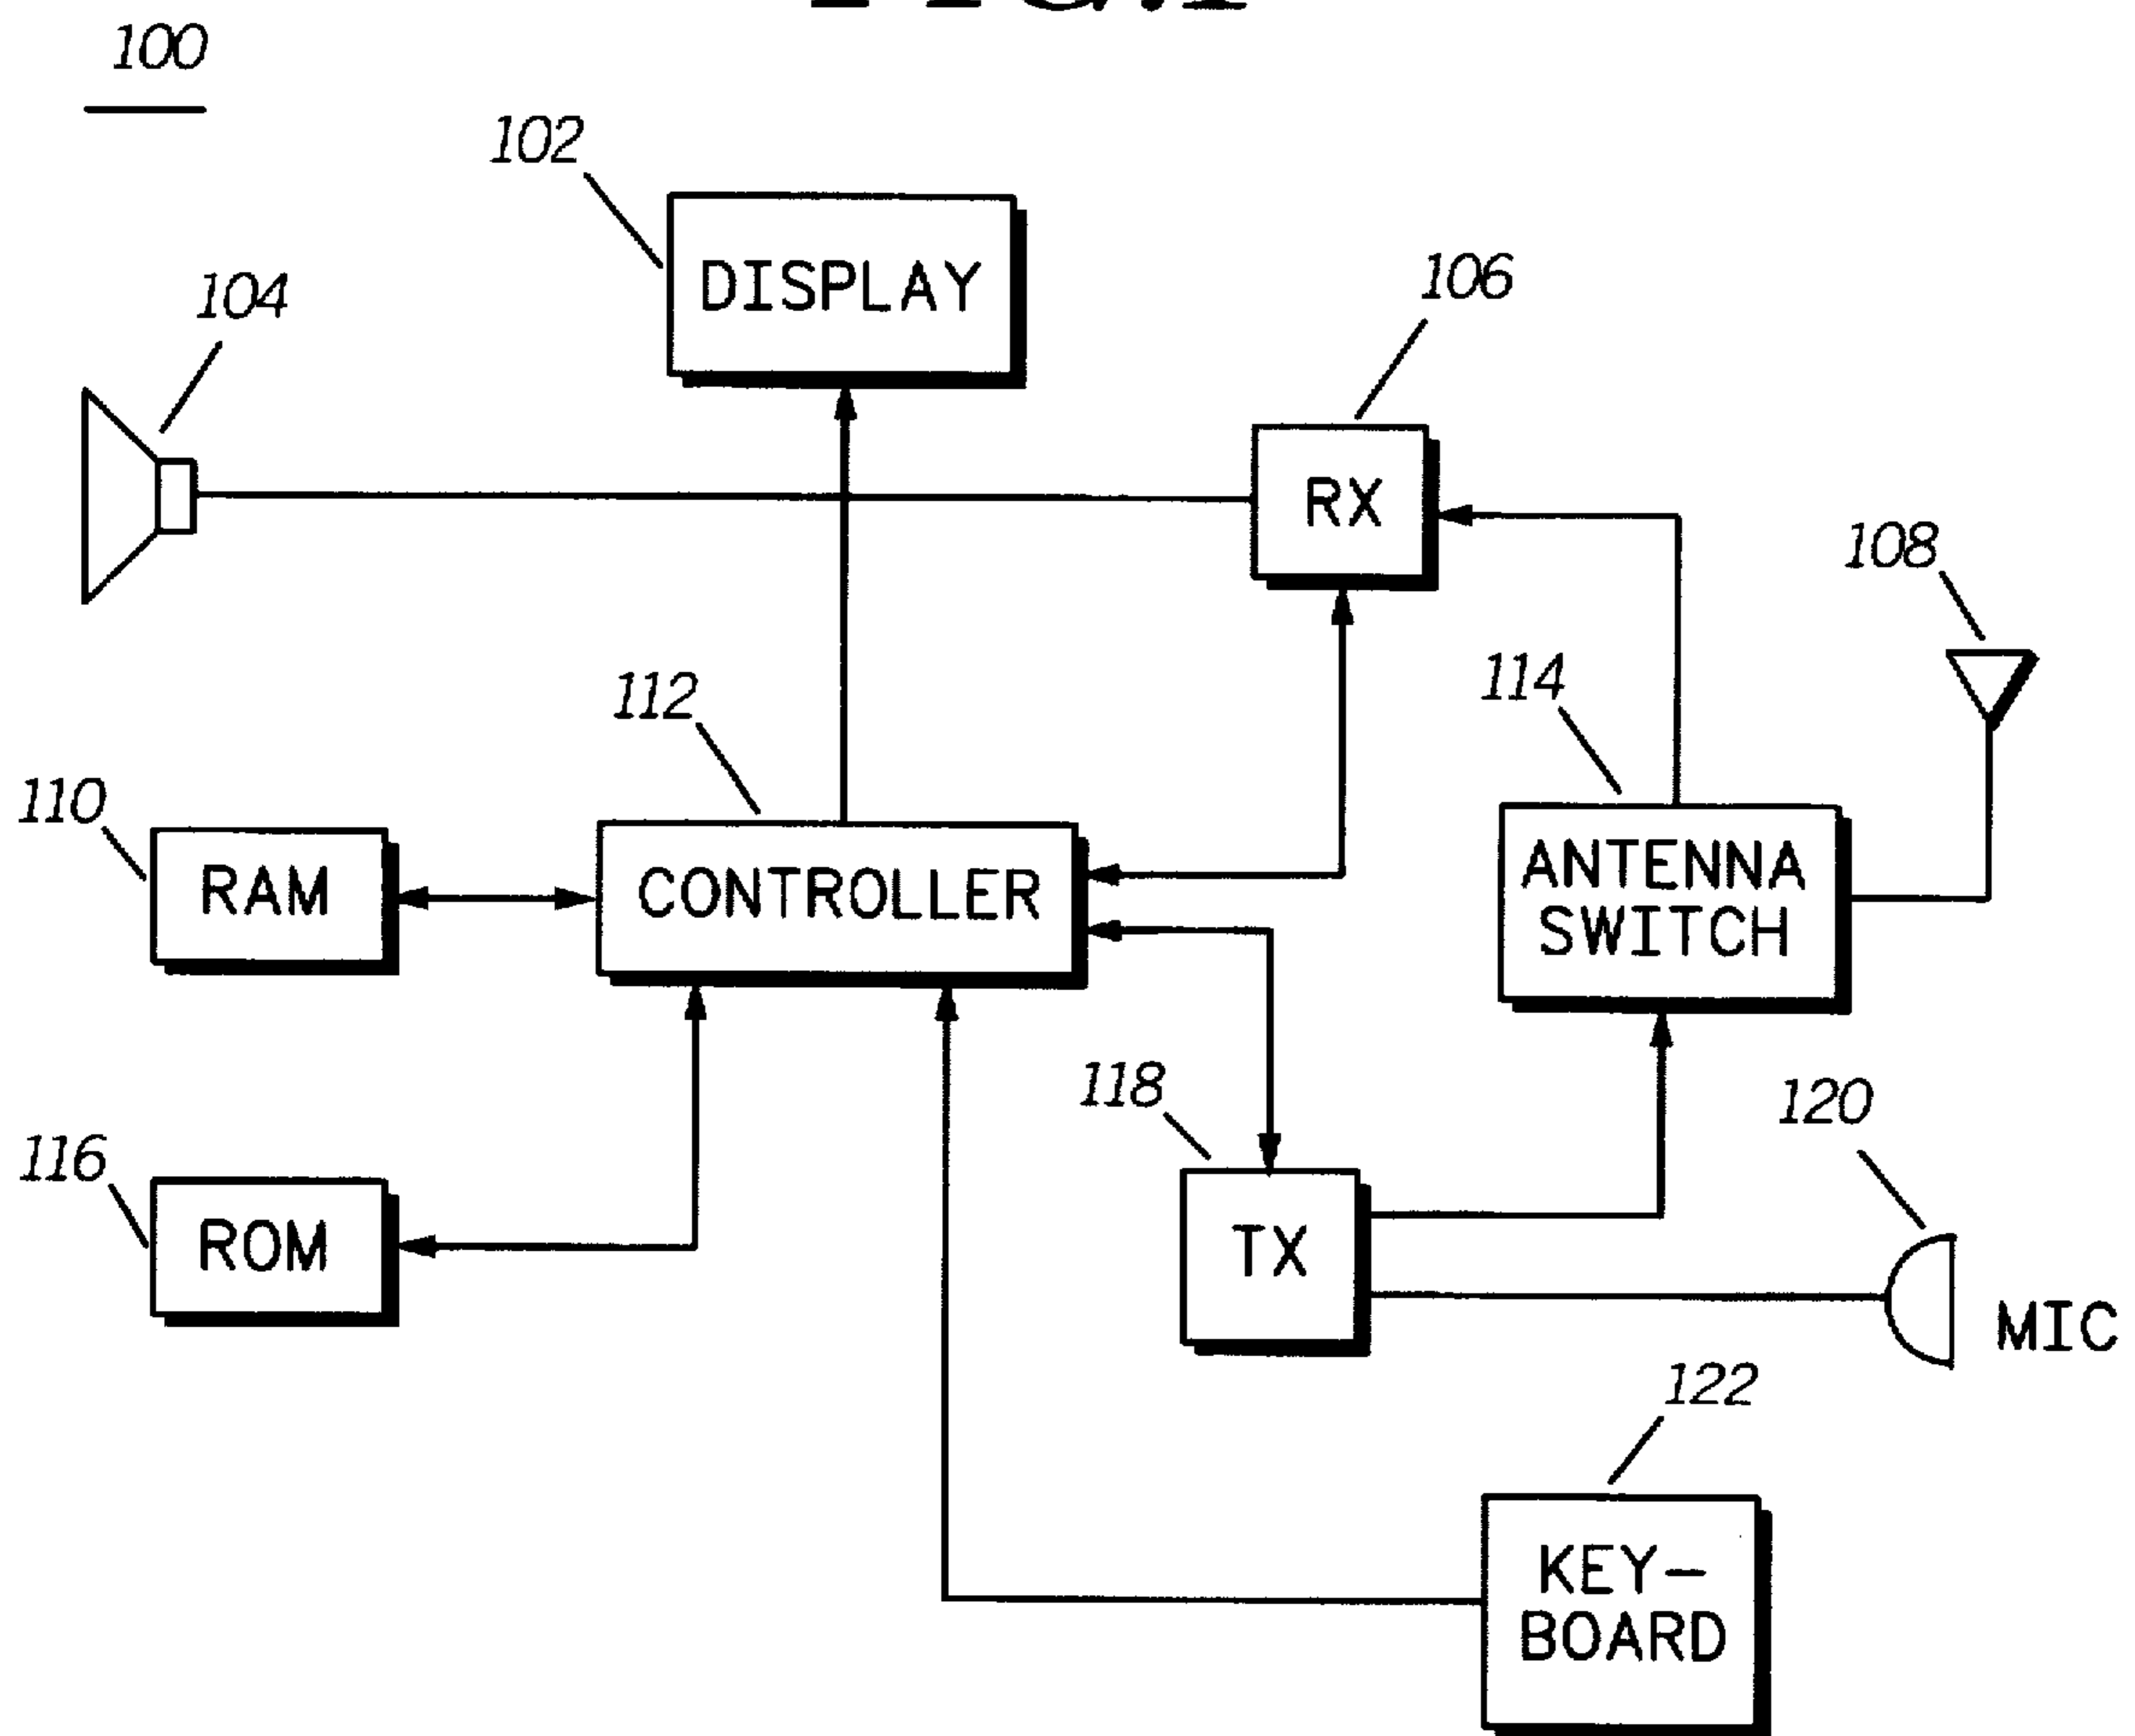 100
102
DISPLAY
104
106
RX
108
112
114
110
RAM
CONTROLLER
ANTENNA
SWITCH
118
120
116
ROM
TX
MIC
122
KEY-
BOARD